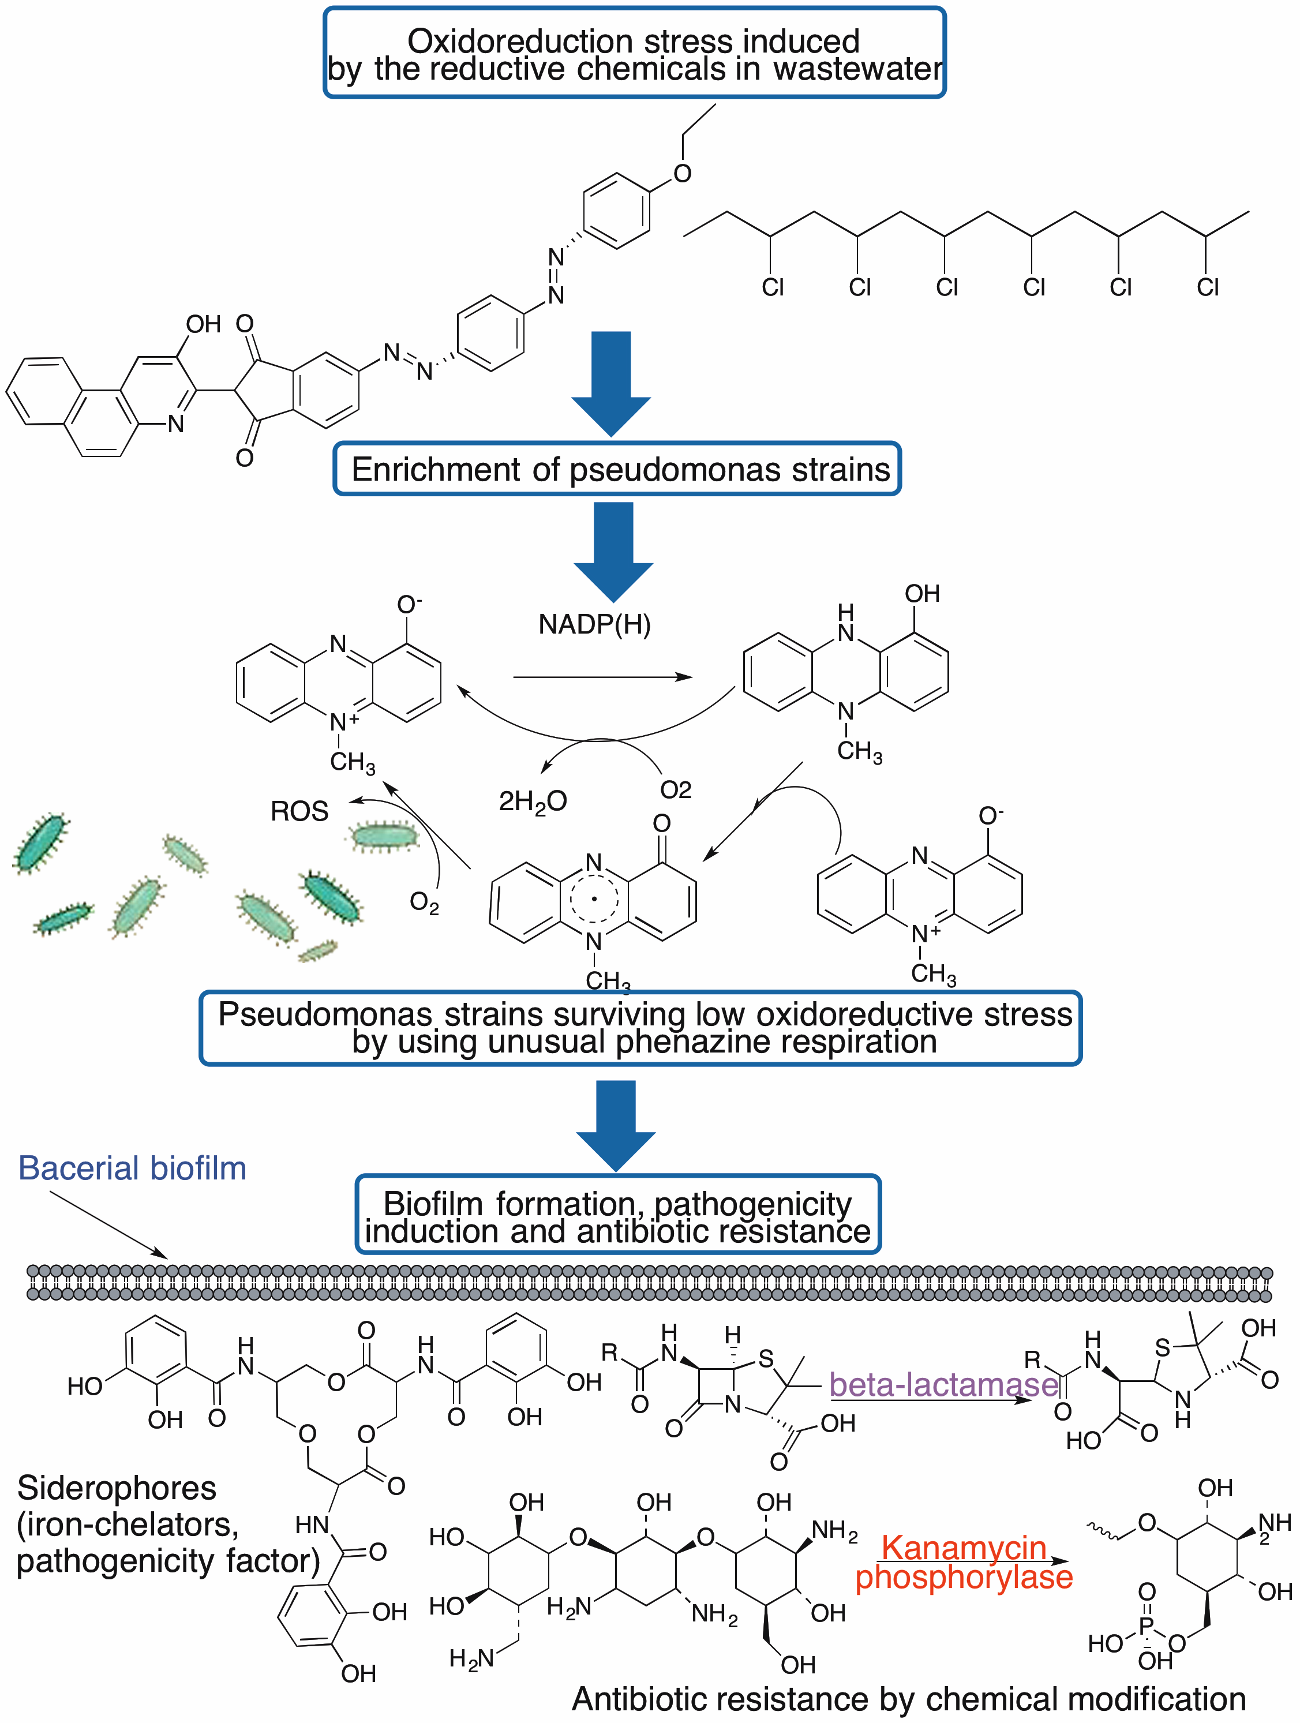 Oxidoreduction stress induced
by the reductive chemicals in wastewater
O
Cl Cl Cl Cl Cl Cl
N
N
OH O
N
N
N
O
Enrichment of pseudomonas strains
O-
N
N+
CH3
NADP(H)
OH
H
N
N
CH3
2H2O
O2
ROS
O2
O
N
N
CH3
O-
N
N+
CH3
Pseudomonas strains surviving low oxidoreductive stress
by using unusual phenazine respiration
Bacerial biofilm
Biofilm formation, pathogenicity
induction and antibiotic resistance
HO
OH
O
H
N
O
O
H
N
O
OH
OH
O
O
O
HN
O
OH
OH
Siderophores
(iron-chelators,
pathogenicity factor)
R
O
H
N
H
S
O
N
OH
O
beta-lactamase
R
O
H
N
HO
O
S
N
H
OH
O
OH
HO
HO
H2N
O
OH
H2N
NH2
O
OH
NH2
OH
OH
Kanamycin
phosphorylase
O
OH
NH
2
OH
O
HO
P
OH
O
Antibiotic resistance by chemical modification